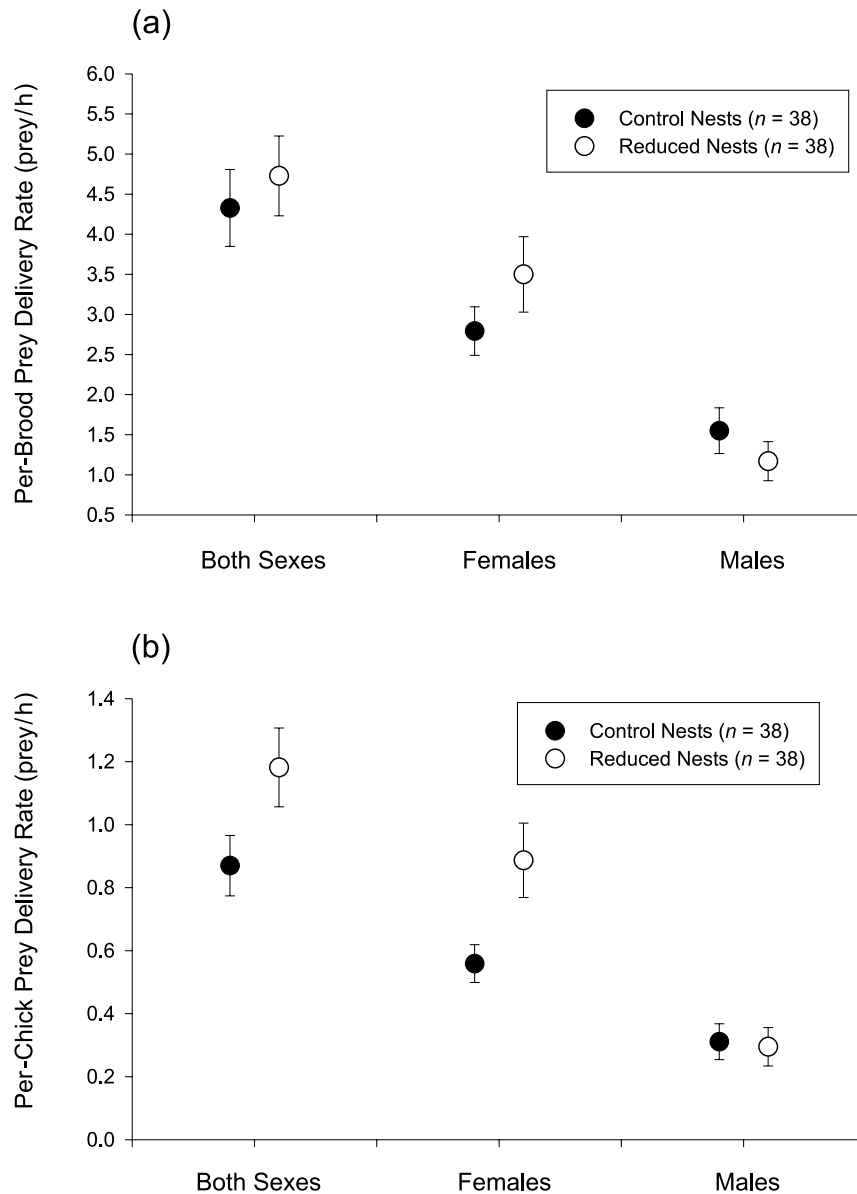 (a)
Per-Brood Prey Delivery Rate (prey/h)
6.0
5.5
5.0
4.5
4.0
3.5
3.0
2.5
2.0
1.5
1.0
0.5
Control Nests (n = 38)
Reduced Nests (n = 38)
Both Sexes Females Males
(b)
Per-Chick Prey Delivery Rate (prey/h)
1.4
1.2
1.0
0.8
0.6
0.4
0.2
0.0
Control Nests (n = 38)
Reduced Nests (n = 38)
Both Sexes Females Males